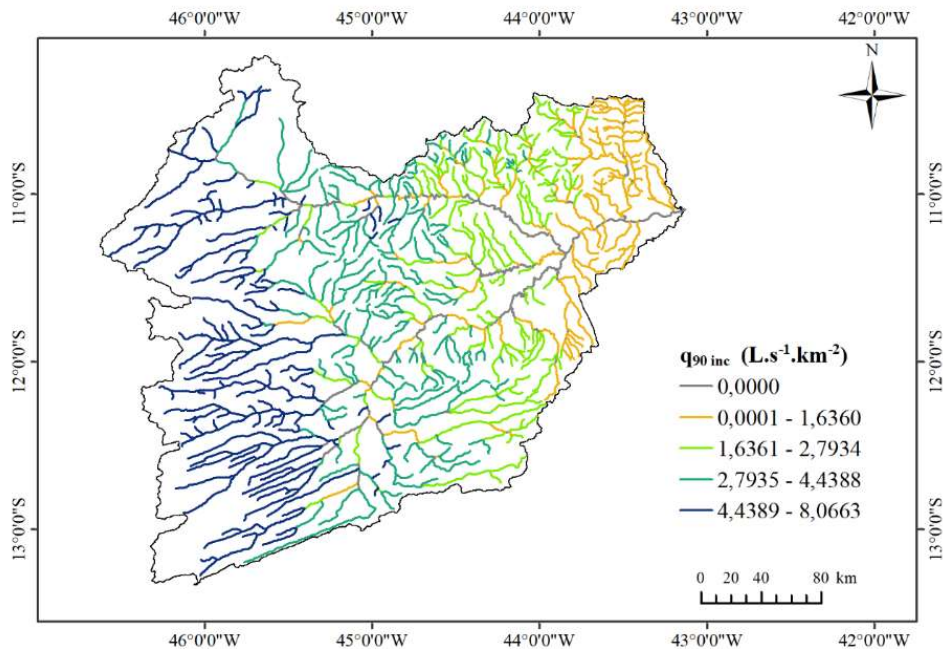 46°0'0"W 45°0'0"W 44°0'0"W 43°0'0"W 42°0'0"W
N
11°0'0"S
11°0'0"S
12°0'0"S
12°0'0"S
13°0'0"S
13°0'0"S
q90 inc (L.s-1.km-2)
0,0000
0,0001 - 1,6360
1,6361 - 2,7934
2,7935 - 4,4388
4,4389 - 8,0663
0 20 40 80 km
46°0'0"W 45°0'0"W 44°0'0"W 43°0'0"W 42°0'0"W